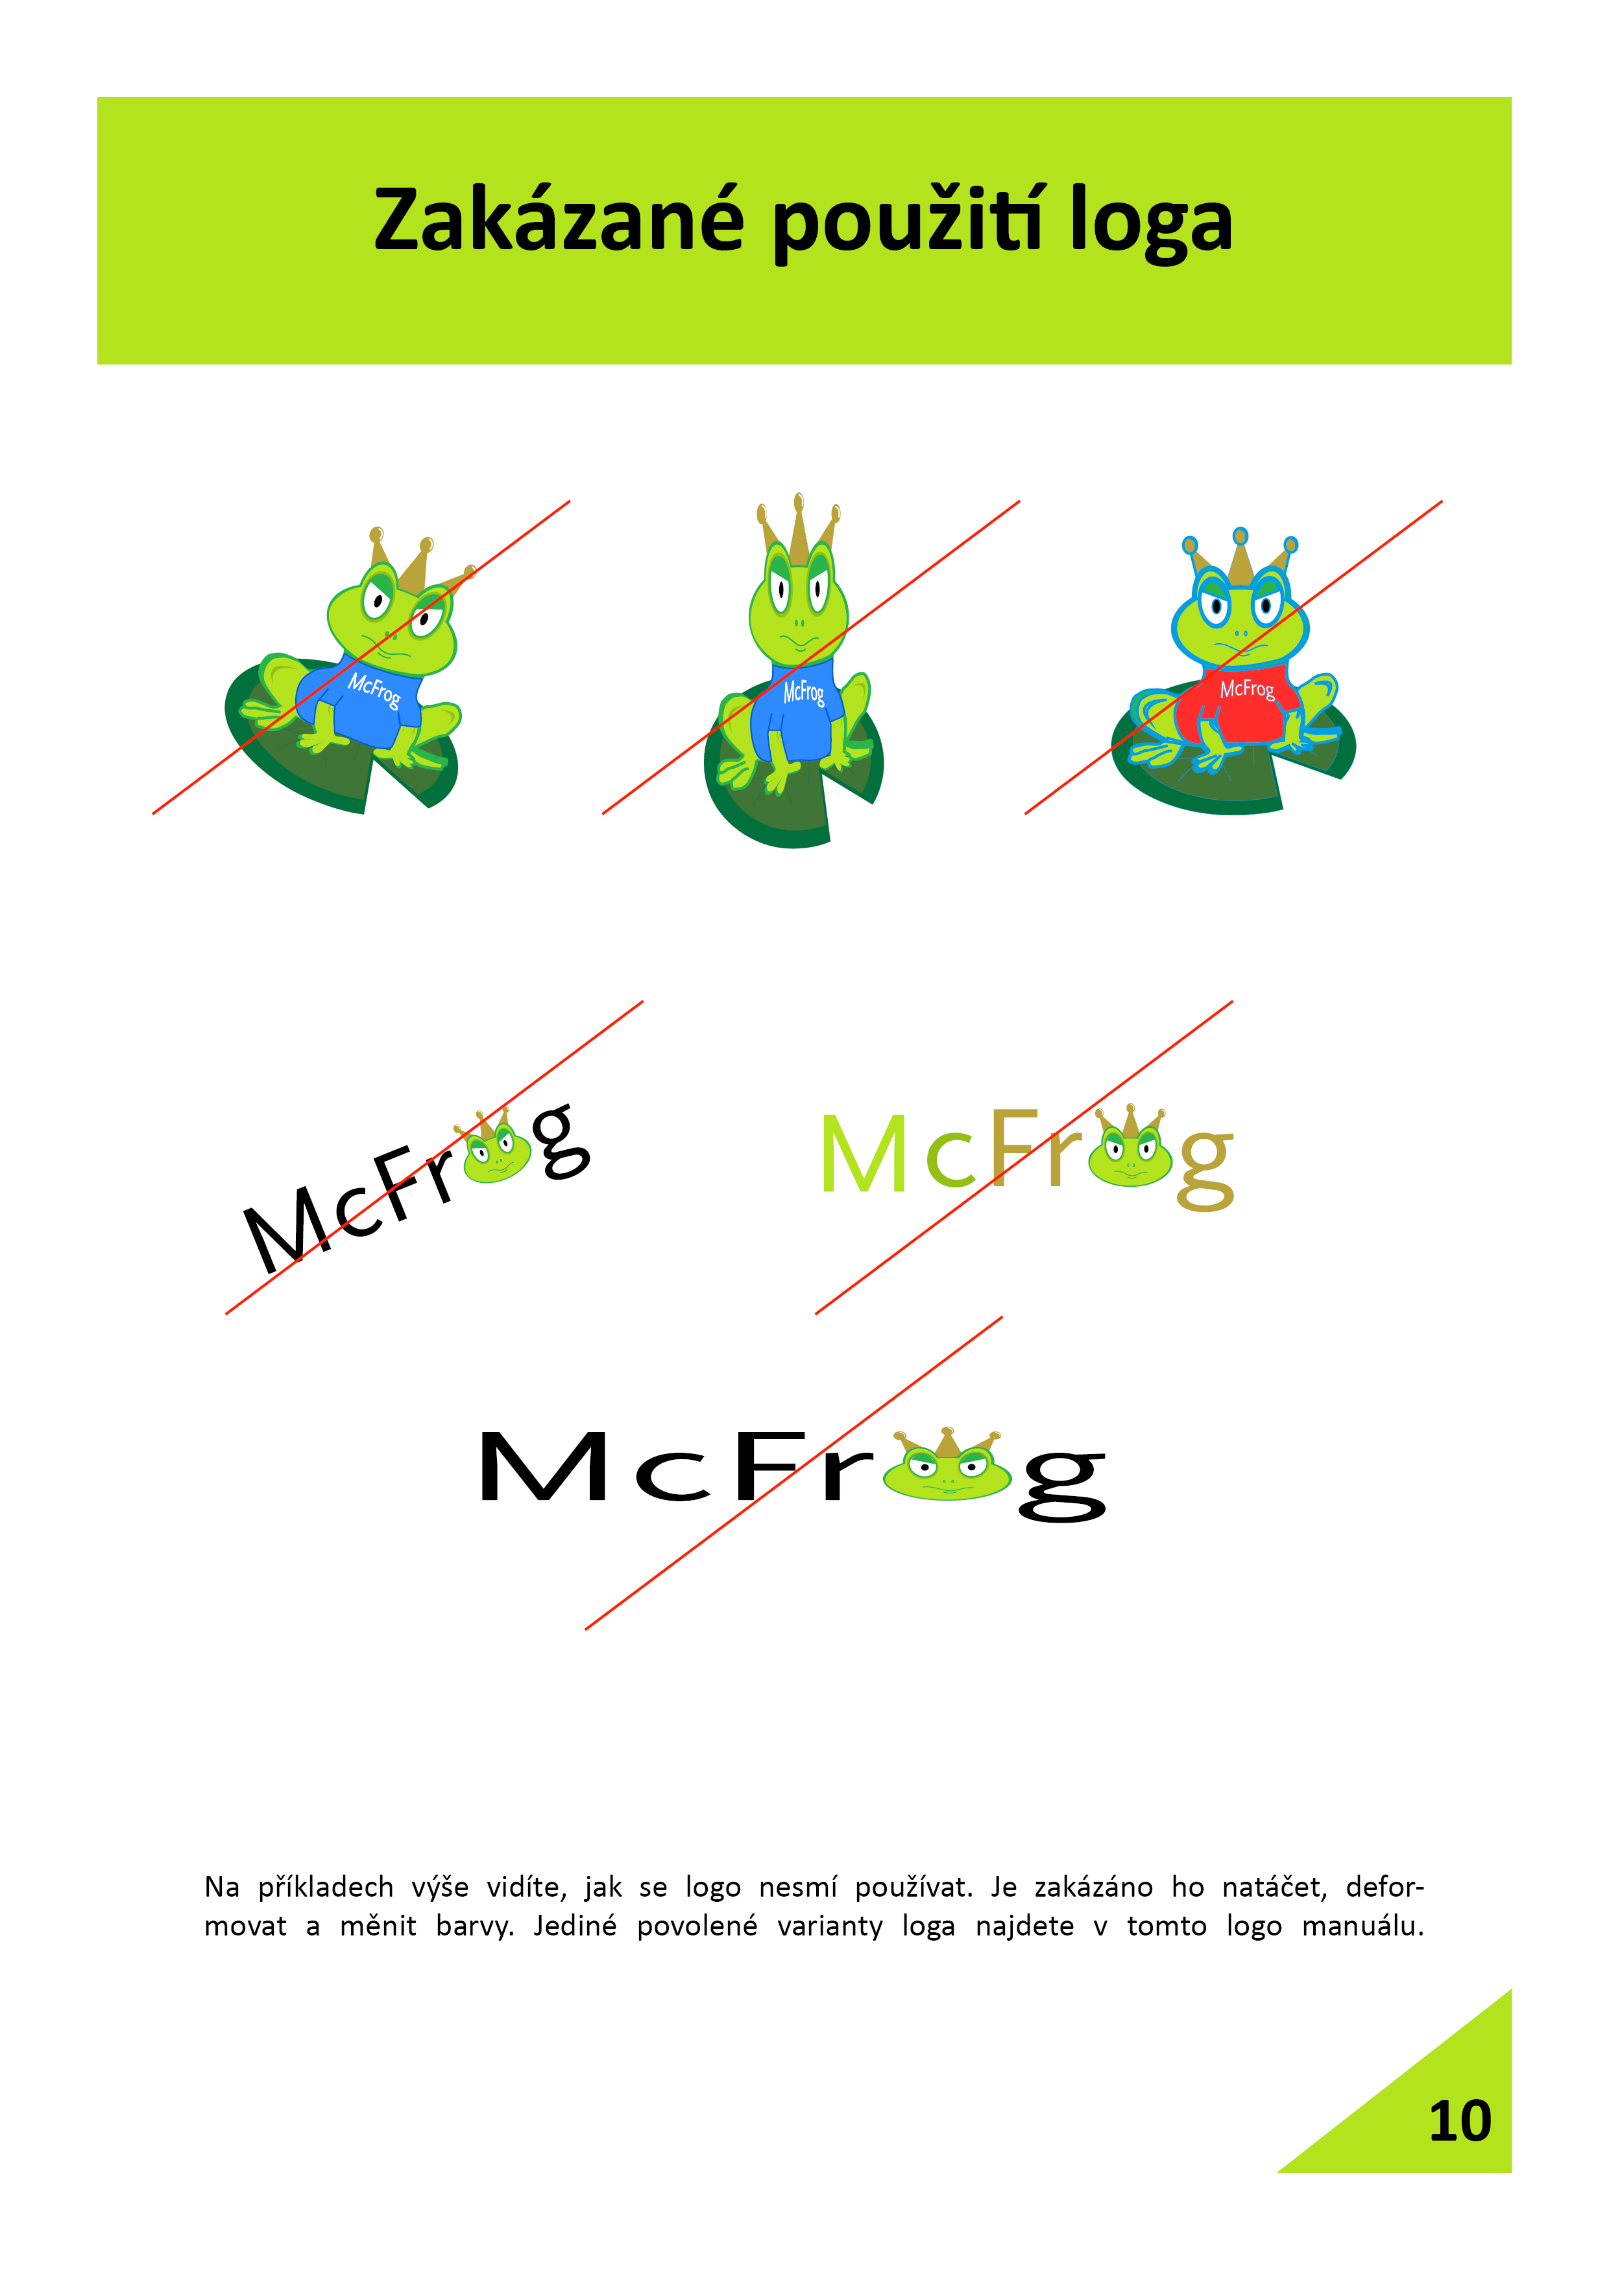 Zakázané použití loga
McFrog
McFrog
McFrog
McFrog
McFrog
McFrog
Na příkladech výše vidíte, jak se logo nesmí používat. Je zakázáno ho natáčet, defor-
movat a měnit barvy. Jediné povolené varianty loga najdete v tomto logo manuálu.
10